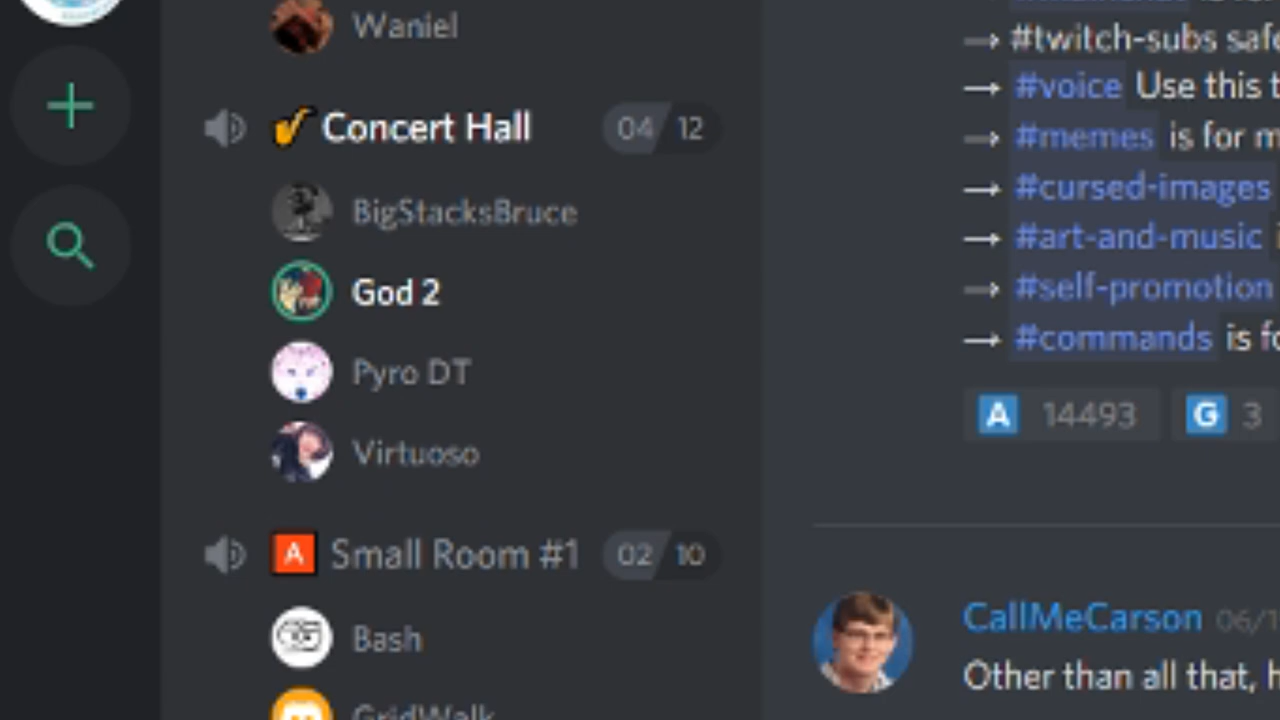 Waniel
Concert Hall 04 12
BigStacksBruce
God 2
Pyro DT
Virtuoso
A Small Room #1 02 10
Bash
GridWalk
→ #twitch-subs safe
→ #voice Use this t
→ #memes is for m
→ #cursed-images
→ #art-and-music
→ #self-promotion
→ #commands is fo
A 14493 G 3
CallMeCarson 06/1
Other than all that, h